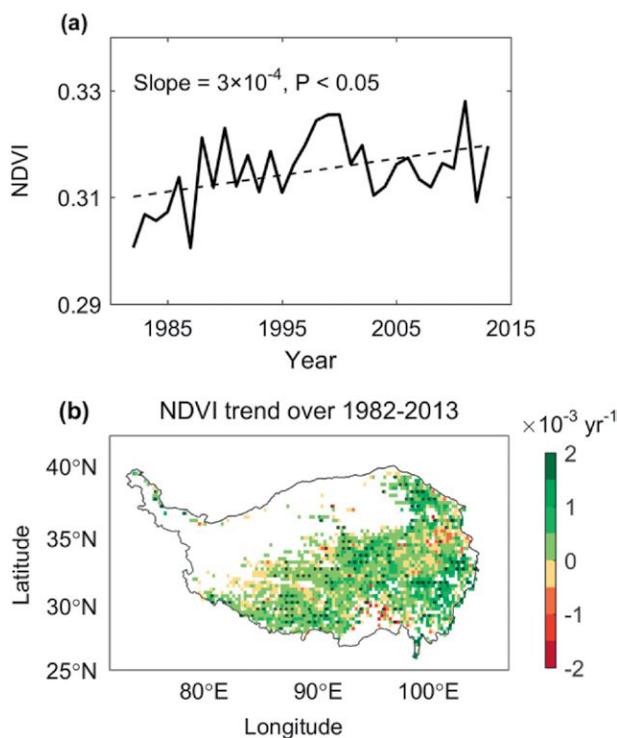 (a)
Slope = 3×10⁻⁴, P < 0.05
0.33
0.31
0.29
NDVI
1985 1995 2005 2015
Year
(b) NDVI trend over 1982-2013
×10⁻³ yr⁻¹
40°N
35°N
30°N
25°N
Latitude
80°E 90°E 100°E
Longitude
2
1
0
-1
-2